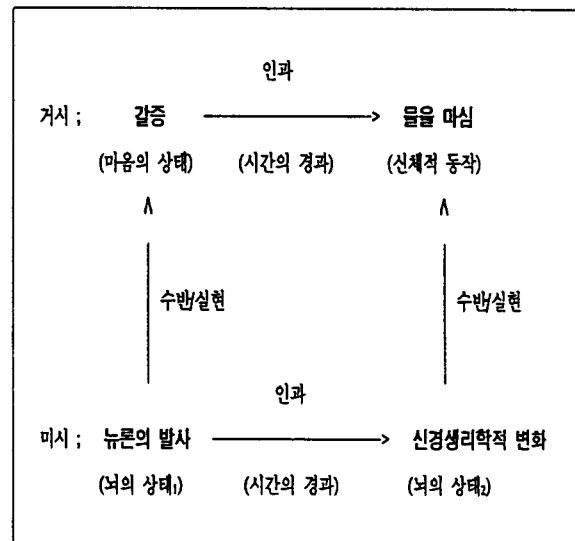 인과
거시 ; 갈증 물을 마심
(마음의 상태) (시간의 경과) (신체적 동작)
수반/실현 수반/실현
인과
미시 ; 뉴론의 발사 신경생리학적 변화
(뇌의 상태₁) (시간의 경과) (뇌의 상태₂)